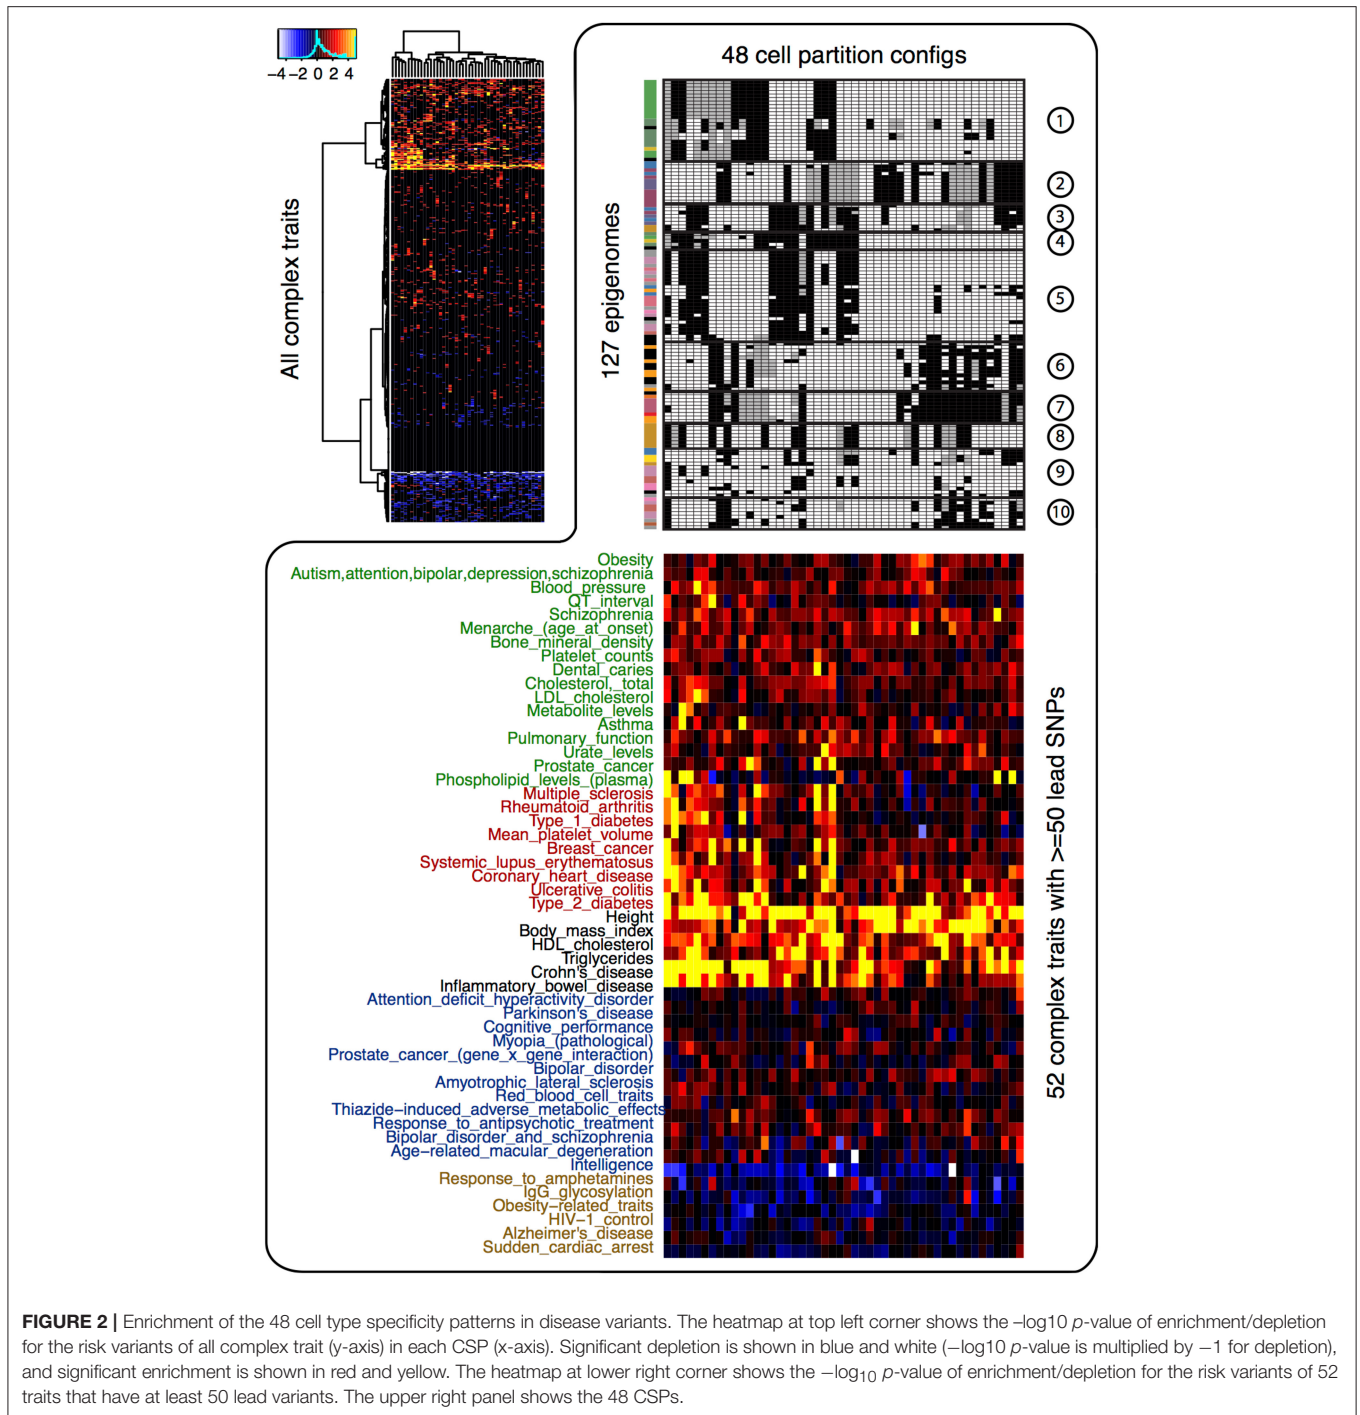 48 cell partition configs
−4 −2 0 2 4
All complex traits
127 epigenomes
1
2
3
4
5
6
7
8
9
10
Obesity
Autism,attention,bipolar,depression,schizophrenia
Blood_pressure_
QT_interval
Schizophrenia
Menarche_(age_at_onset)
Bone_mineral_density
Platelet_counts
Dental_caries
Cholesterol,_total
LDL_cholesterol
Metabolite_levels
Asthma
Pulmonary_function
Urate_levels
Prostate_cancer
Phospholipid_levels_(plasma)
Multiple_sclerosis
Rheumatoid_arthritis
Type_1_diabetes
Mean_platelet_volume
Breast_cancer
Systemic_lupus_erythematosus
Coronary_heart_disease
Ulcerative_colitis
Type_2_diabetes
Height
Body_mass_index
HDL_cholesterol
Triglycerides
Crohn's_disease
Inflammatory_bowel_disease
Attention_deficit_hyperactivity_disorder
Parkinson's_disease
Cognitive_performance
Myopia_(pathological)
Prostate_cancer_(gene_x_gene_interaction)
Bipolar_disorder
Amyotrophic_lateral_sclerosis
Red_blood_cell_traits
Thiazide−induced_adverse_metabolic_effects
Response_to_antipsychotic_treatment
Bipolar_disorder_and_schizophrenia
Age−related_macular_degeneration
Intelligence
Response_to_amphetamines
IgG_glycosylation
Obesity−related_traits
HIV−1_control
Alzheimer's_disease
Sudden_cardiac_arrest
52 complex traits with >=50 lead SNPs
FIGURE 2 | Enrichment of the 48 cell type specificity patterns in disease variants. The heatmap at top left corner shows the –log10 p-value of enrichment/depletion
for the risk variants of all complex trait (y-axis) in each CSP (x-axis). Significant depletion is shown in blue and white (−log10 p-value is multiplied by −1 for depletion),
and significant enrichment is shown in red and yellow. The heatmap at lower right corner shows the −log10 p-value of enrichment/depletion for the risk variants of 52
traits that have at least 50 lead variants. The upper right panel shows the 48 CSPs.